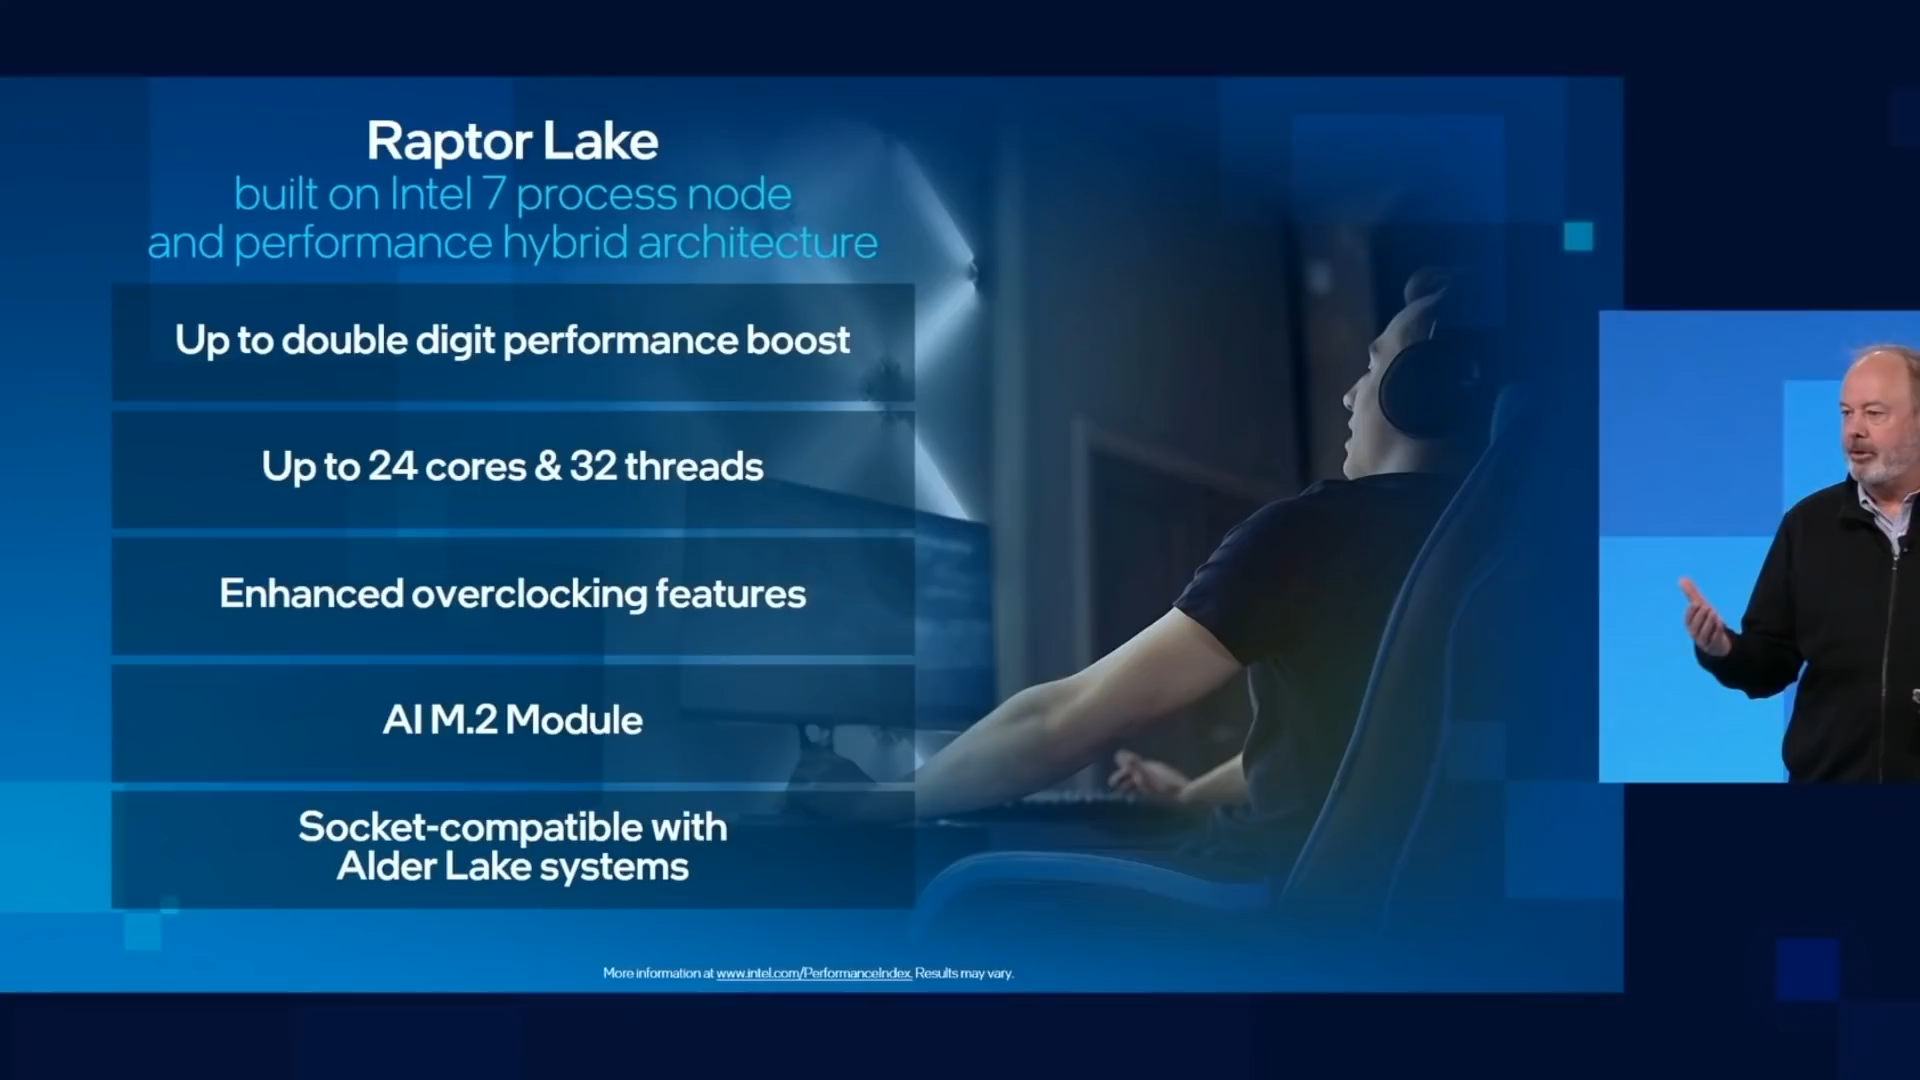 Raptor Lake
built on Intel 7 process node
and performance hybrid architecture
Up to double digit performance boost
Up to 24 cores & 32 threads
Enhanced overclocking features
AI M.2 Module
Socket-compatible with
Alder Lake systems
More information at www.intel.com/PerformanceIndex. Results may vary.